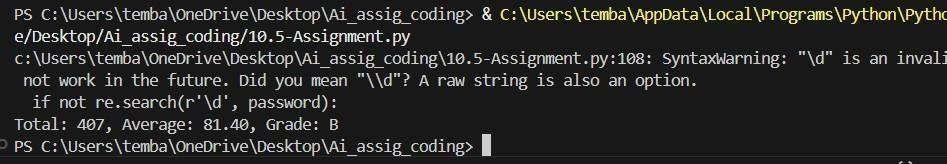 PS C:\Users\temba\OneDrive\Desktop\Ai_assig_coding> & C:\Users\temba\AppData\Local\Programs\Python\Pytho
e/Desktop/Ai_assig_coding/10.5-Assignment.py
c:\Users\temba\OneDrive\Desktop\Ai_assig_coding\10.5-Assignment.py:108: SyntaxWarning: "\d" is an invali
not work in the future. Did you mean "\\d"? A raw string is also an option.
if not re.search(r'\d', password):
Total: 407, Average: 81.40, Grade: B
PS C:\Users\temba\OneDrive\Desktop\Ai_assig_coding>